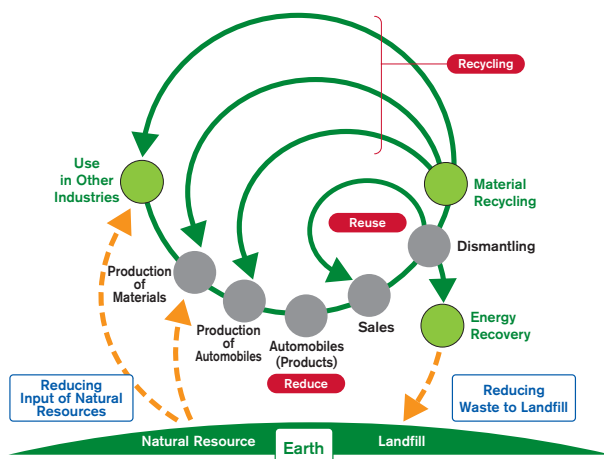 Recycling
Use
in Other
Industries
Material
Recycling
Reuse
Dismantling
Production
of
Materials
Production
of
Automobiles
Automobiles
(Products)
Sales
Energy
Recovery
Reduce
Reducing
Input of Natural
Resources
Reducing
Waste to Landfill
Natural Resource
Earth
Landfill